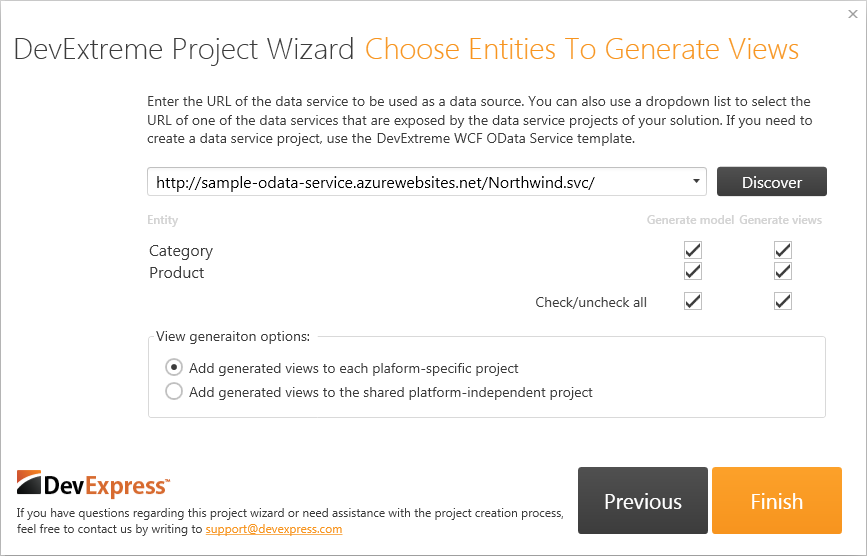 DevExtreme Project Wizard Choose Entities To Generate Views
Enter the URL of the data service to be used as a data source. You can also use a dropdown list to select the
URL of one of the data services that are exposed by the data service projects of your solution. If you need to
create a data service project, use the DevExtreme WCF OData Service template.
http://sample-odata-service.azurewebsites.net/Northwind.svc/ Discover
Entity Generate model Generate views
Category
Product
Check/uncheck all
View generaiton options:
Add generated views to each plaform-specific project
Add generated views to the shared platform-independent project
DevExpress™
If you have questions regarding this project wizard or need assistance with the project creation process,
feel free to contact us by writing to support@devexpress.com
Previous Finish